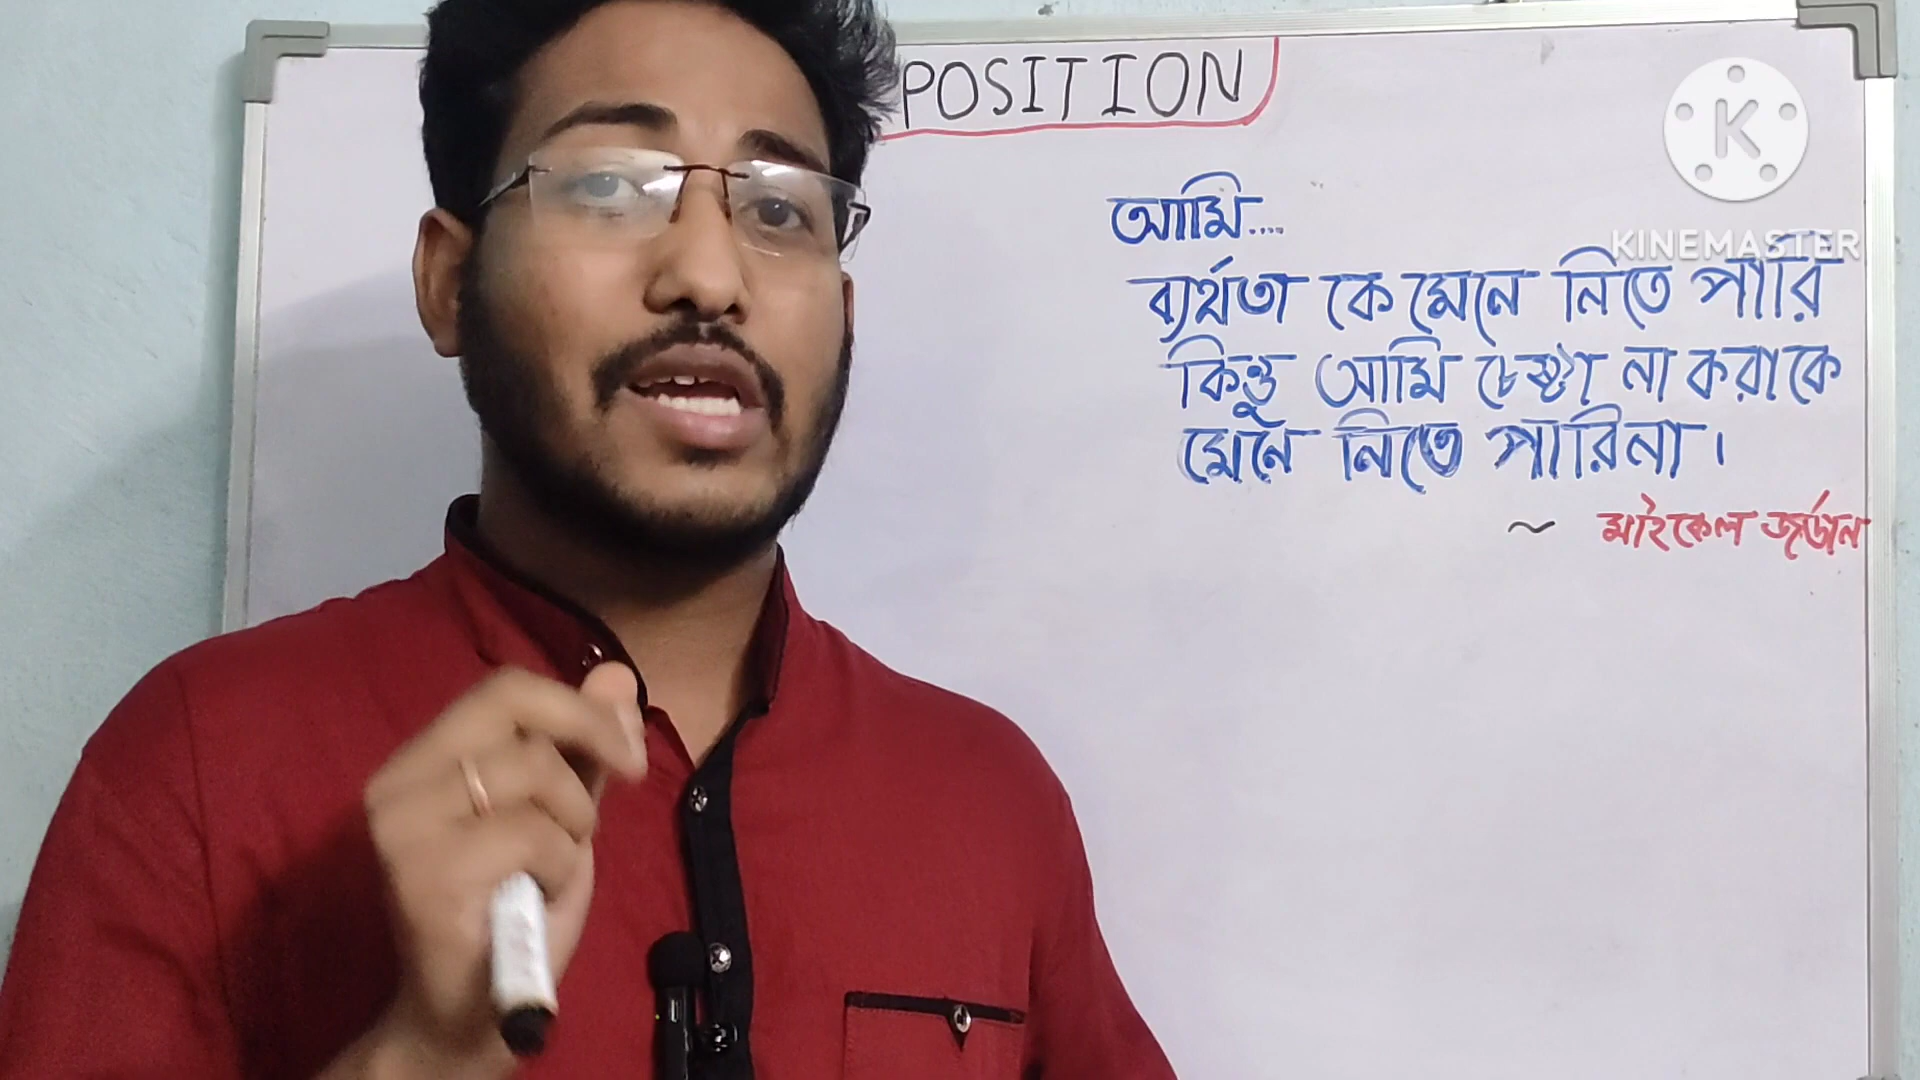 POSITION
K
KINEMASTER
আমি....
ব্যর্থতা কে মেনে নিতে পারি
কিন্তু আমি চেষ্টা না করাকে
মেনে নিতে পারিনা।
~ মাইকেল জর্ডান